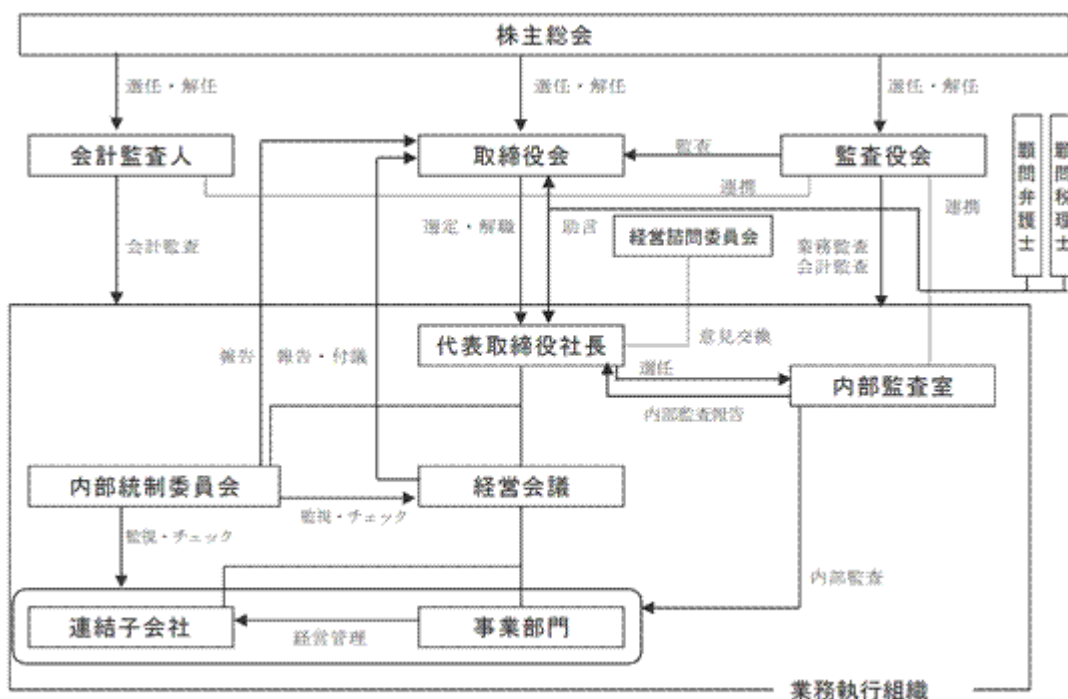 株主総会
選任・解任
選任・解任
選任・解任
会計監査人
取締役会
監査
監査役会
顧問弁護士
顧問税理士
連携
連携
会計監査
選定・解職
助言
経営諮問委員会
業務監査
会計監査
代表取締役社長
意見交換
報告
報告・付議
選任
内部監査室
内部監査報告
内部統制委員会
経営会議
監視・チェック
監視・チェック
内部監査
連結子会社
経営管理
事業部門
業務執行組織